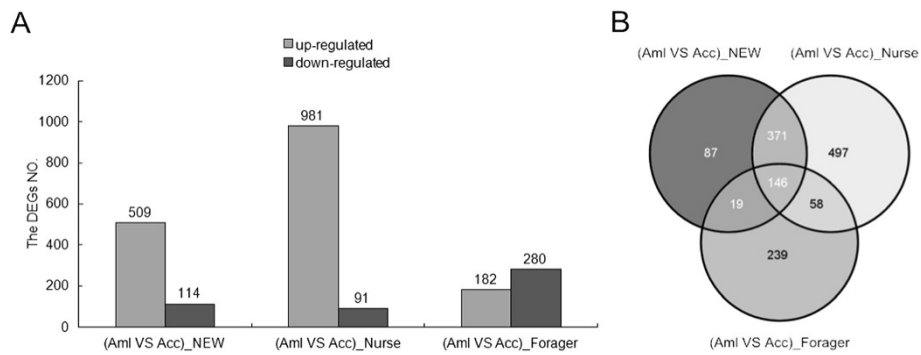 A
up-regulated
down-regulated
The DEGs NO.
1200
1000
800
600
400
200
0
509
114
981
91
182
280
(Aml VS Acc)_NEW
(Aml VS Acc)_Nurse
(Aml VS Acc)_Forager
B
(Aml VS Acc)_NEW
(Aml VS Acc)_Nurse
87
371
497
146
19
58
239
(Aml VS Acc)_Forager